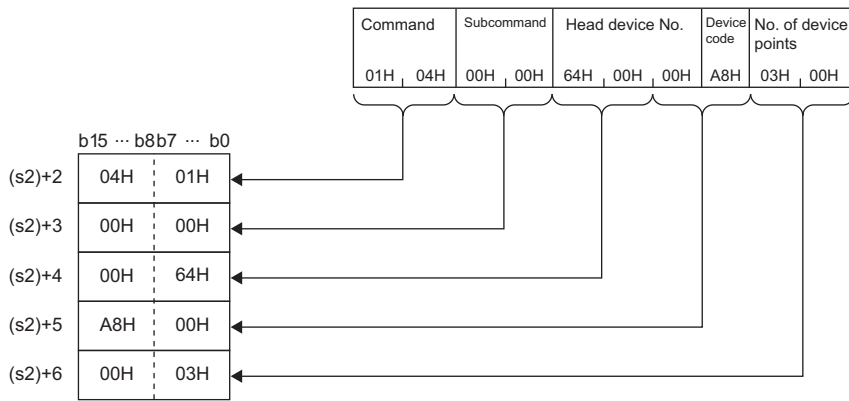 Command Subcommand Head device No. Device code No. of device points
01H 04H 00H 00H 64H 00H 00H A8H 03H 00H
b15 ··· b8b7 ··· b0
(s2)+2 04H 01H
(s2)+3 00H 00H
(s2)+4 00H 64H
(s2)+5 A8H 00H
(s2)+6 00H 03H